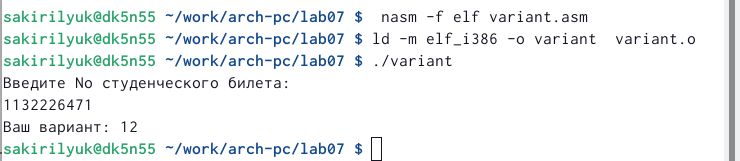 sakirilyuk@dk5n55 ~/work/arch-pc/lab07 $  nasm -f elf variant.asm
sakirilyuk@dk5n55 ~/work/arch-pc/lab07 $ ld -m elf_i386 -o variant  variant.o
sakirilyuk@dk5n55 ~/work/arch-pc/lab07 $ ./variant
Введите No студенческого билета:
1132226471
Ваш вариант: 12
sakirilyuk@dk5n55 ~/work/arch-pc/lab07 $